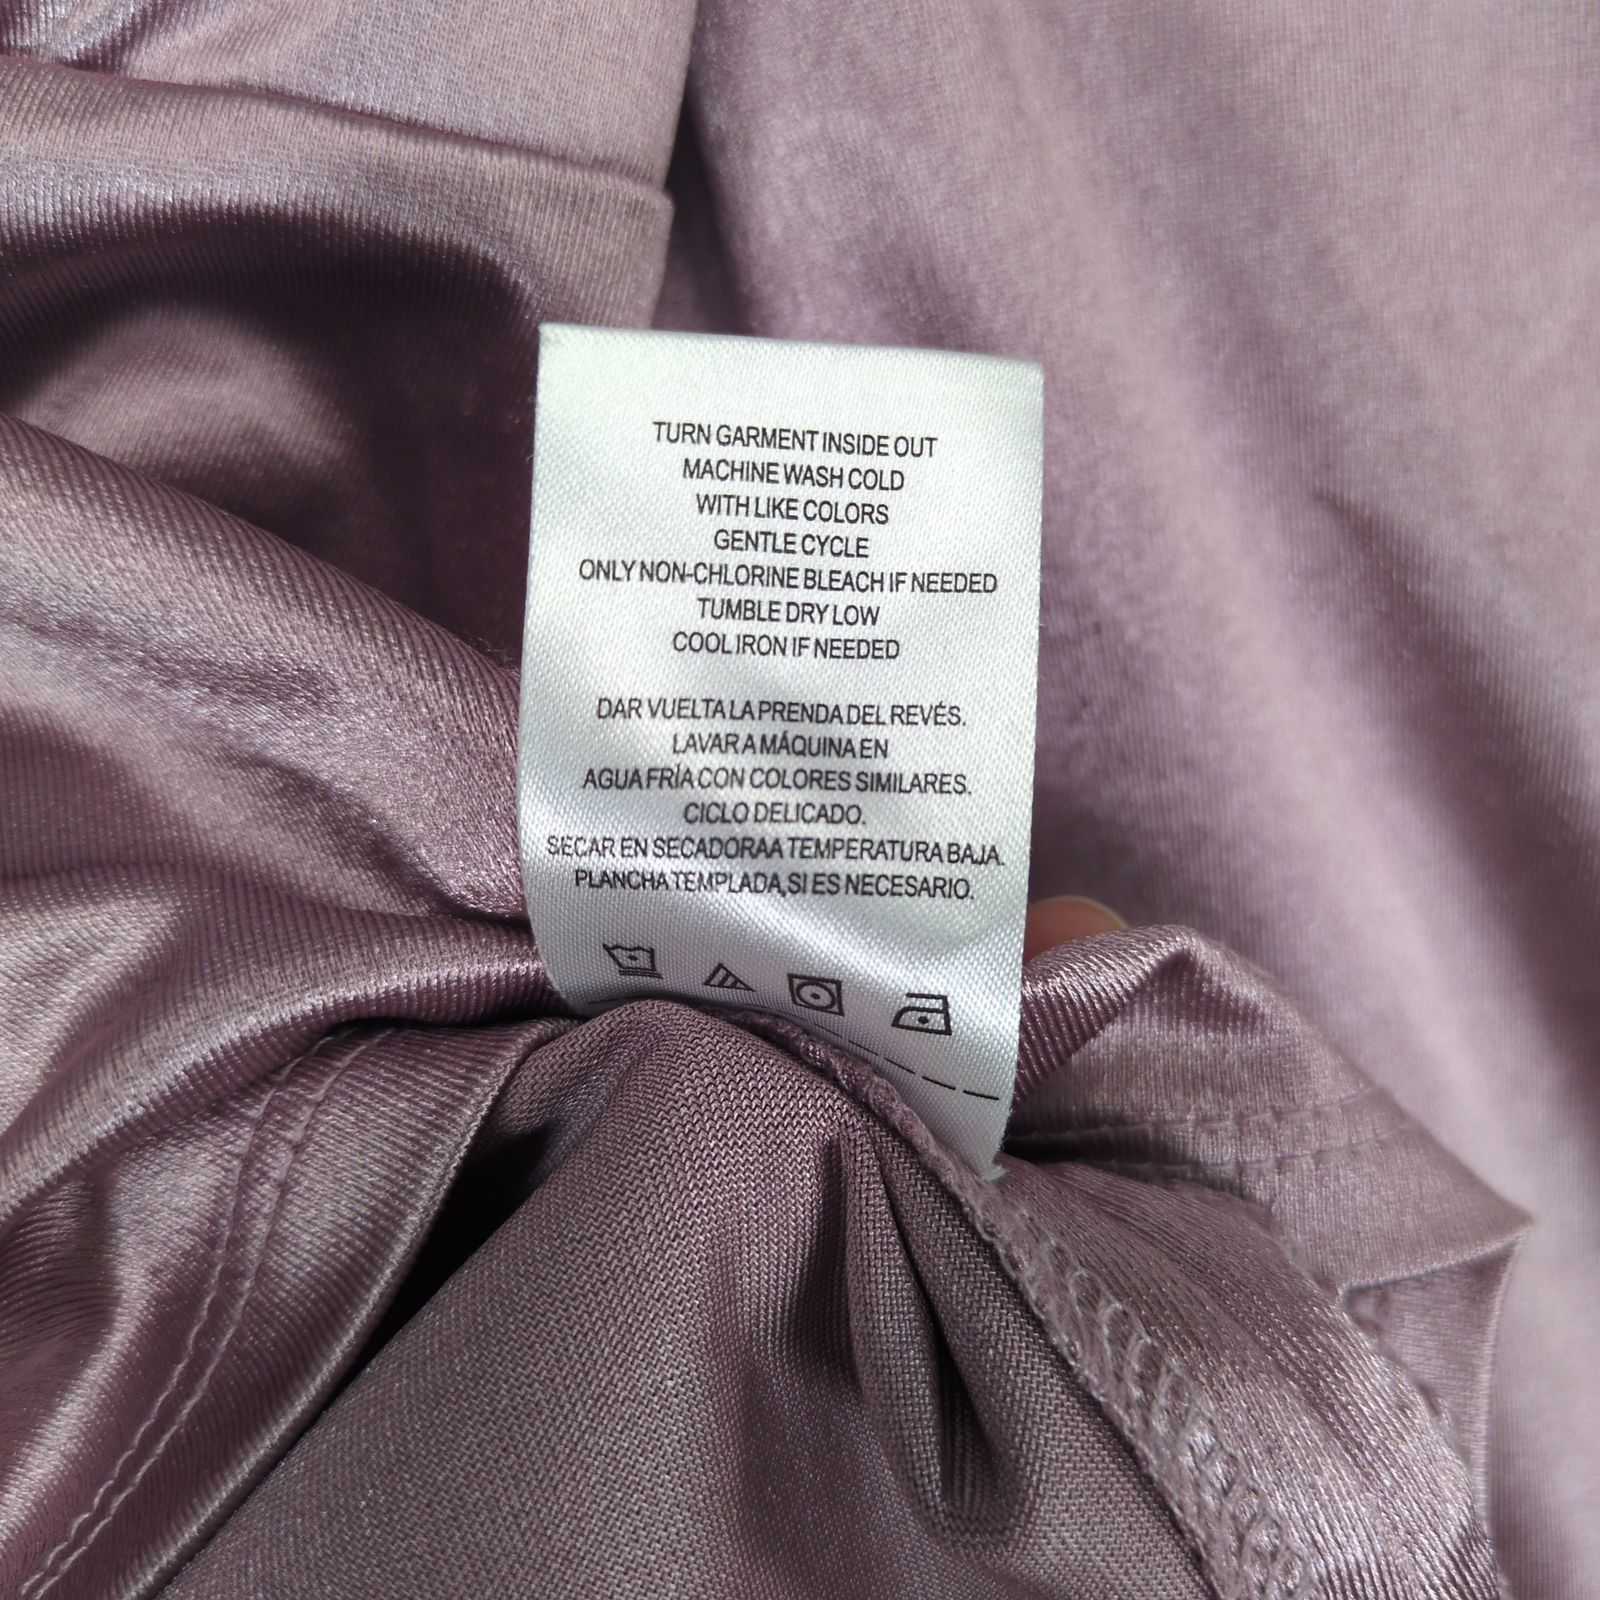 TURN GARMENT INSIDE OUT
MACHINE WASH COLD
WITH LIKE COLORS
GENTLE CYCLE
ONLY NON-CHLORINE BLEACH IF NEEDED
TUMBLE DRY LOW
COOL IRON IF NEEDED
DAR VUELTA LA PRENDA DEL REVÉS.
LAVAR A MÁQUINA EN
AGUA FRÍA CON COLORES SIMILARES.
CICLO DELICADO.
SECAR EN SECADORA A TEMPERATURA BAJA.
PLANCHA TEMPLADA,SI ES NECESARIO.